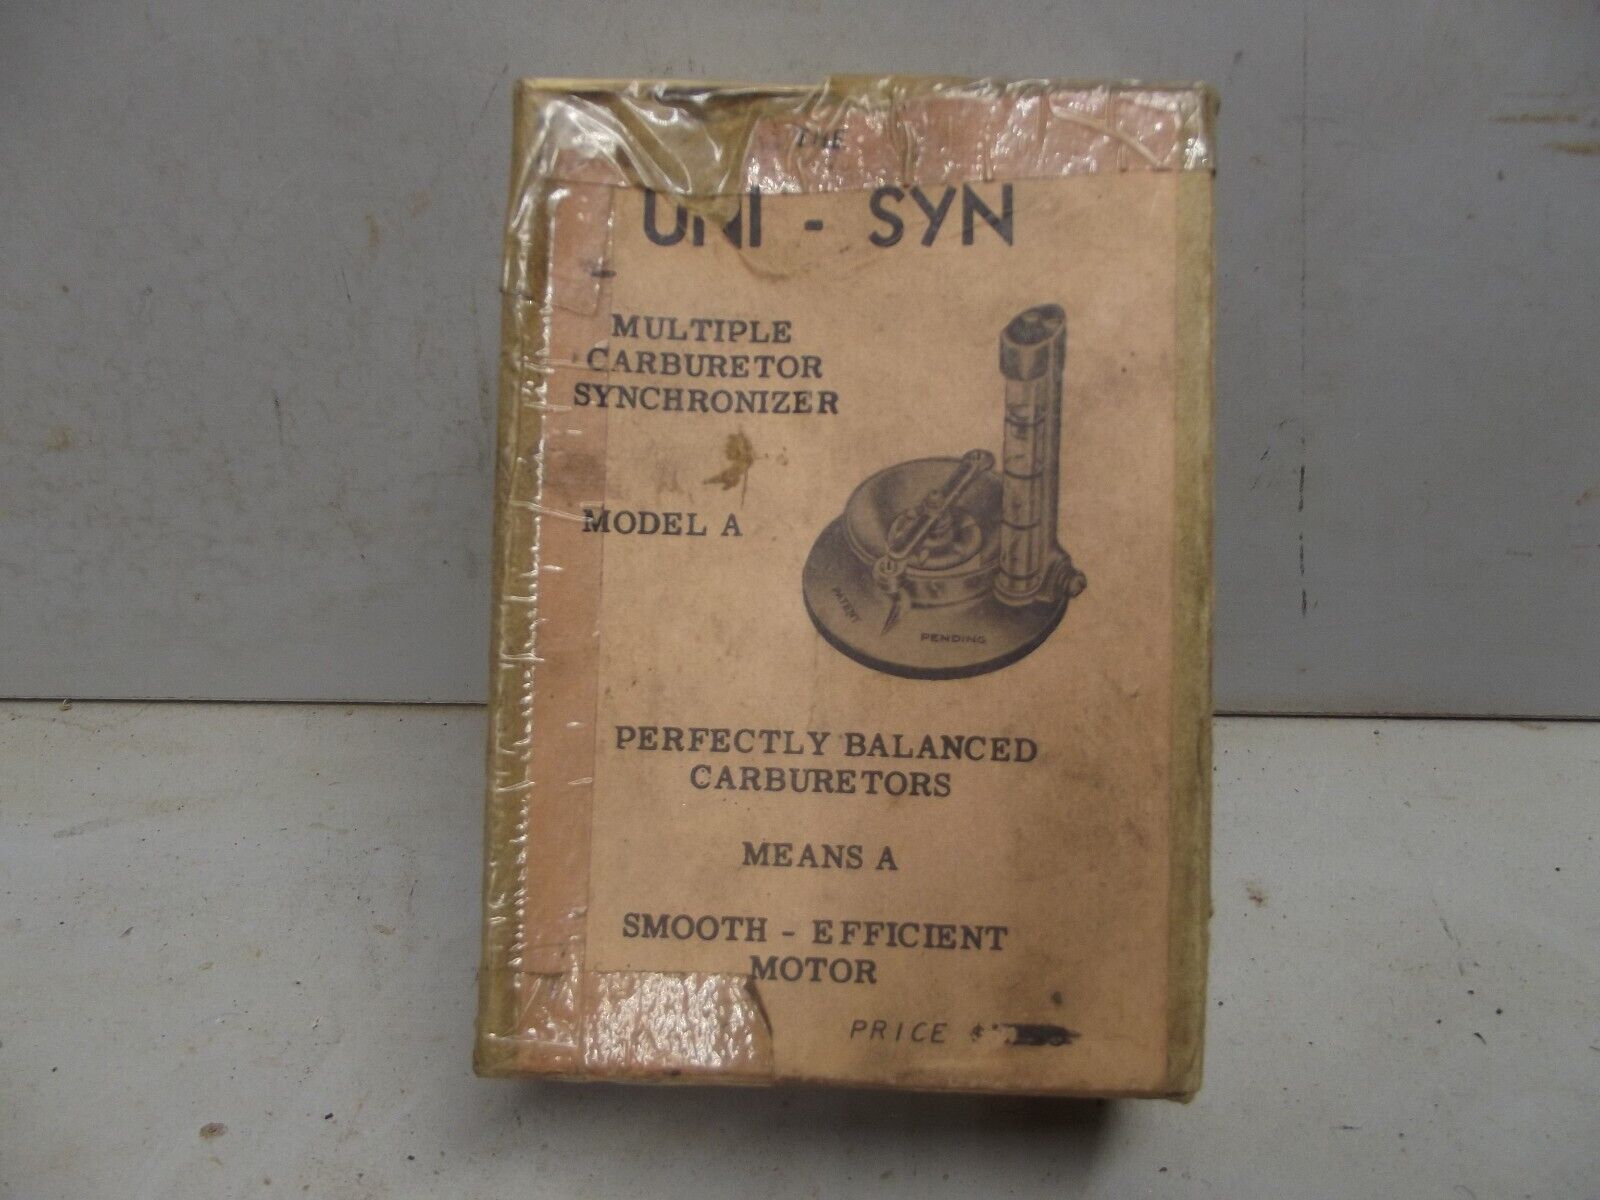 THE
UNI - SYN
MULTIPLE
CARBURETOR
SYNCHRONIZER
MODEL A
PATENT
PENDING
PERFECTLY BALANCED
CARBURETORS
MEANS A
SMOOTH - EFFICIENT
MOTOR
PRICE $